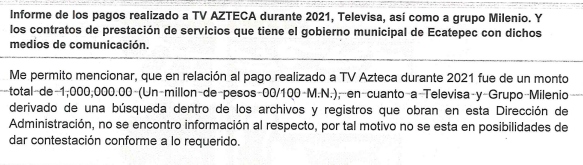 Informe de los pagos realizado a TV AZTECA durante 2021, Televisa, así como a grupo Milenio. Y
los contratos de prestación de servicios que tiene el gobierno municipal de Ecatepec con dichos
medios de comunicación.
Me permito mencionar, que en relación al pago realizado a TV Azteca durante 2021 fue de un monto
total de 1,000,000.00 (Un millon de pesos 00/100 M.N.), en cuanto a Televisa y Grupo Milenio
derivado de una búsqueda dentro de los archivos y registros que obran en esta Dirección de
Administración, no se encontro información al respecto, por tal motivo no se esta en posibilidades de
dar contestación conforme a lo requerido.